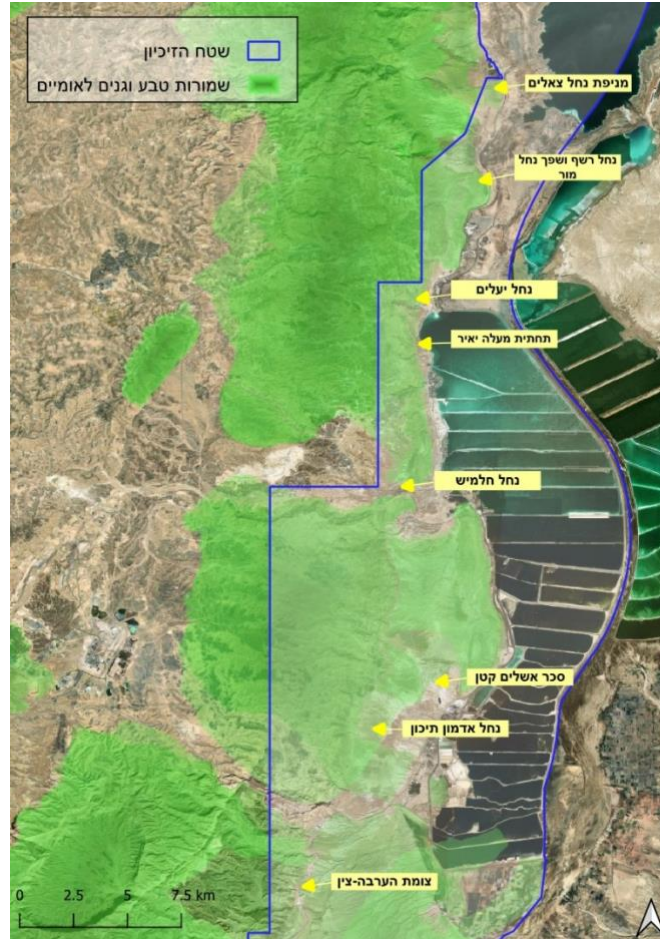 שטח הזיכיון
שמורות טבע וגנים לאומיים
מניפת נחל צאלים
נחל רשף ושפך נחל
מור
נחל יעלים
תחתית מעלה יאיר
נחל חלמיש
סכר אשלים קטן
נחל אדמון תיכון
צומת הערבה-צין
0 2.5 5 7.5 km